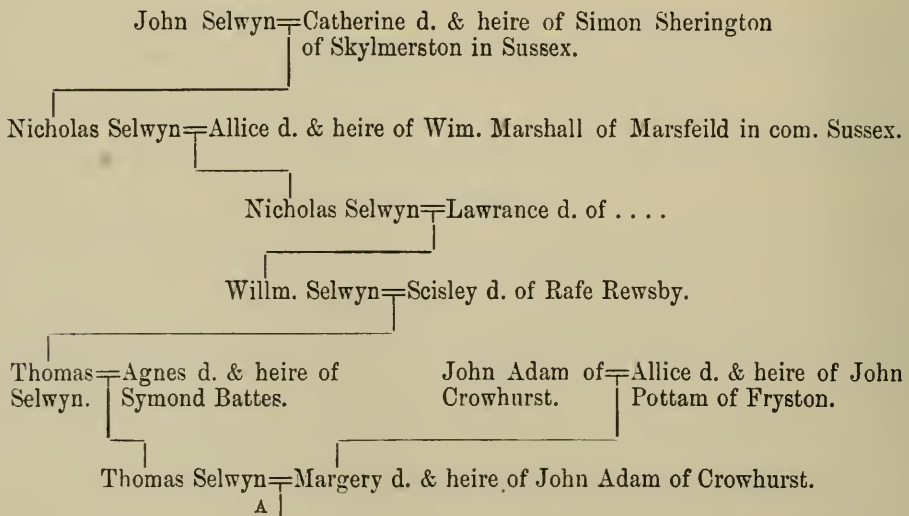 John Selwyn=Catherine d. & heire of Simon Sherington
of Skylmerston in Sussex.
Nicholas Selwyn=Allice d. & heire of Wim. Marshall of Marsfeild in com. Sussex.
Nicholas Selwyn=Lawrance d. of . . . .
Willm. Selwyn=Scisley d. of Rafe Rewsby.
Thomas=Agnes d. & heire of
Selwyn. Symond Battes.
John Adam of=Allice d. & heire of John
Crowhurst. Pottam of Fryston.
Thomas Selwyn=Margery d. & heire of John Adam of Crowhurst.
A